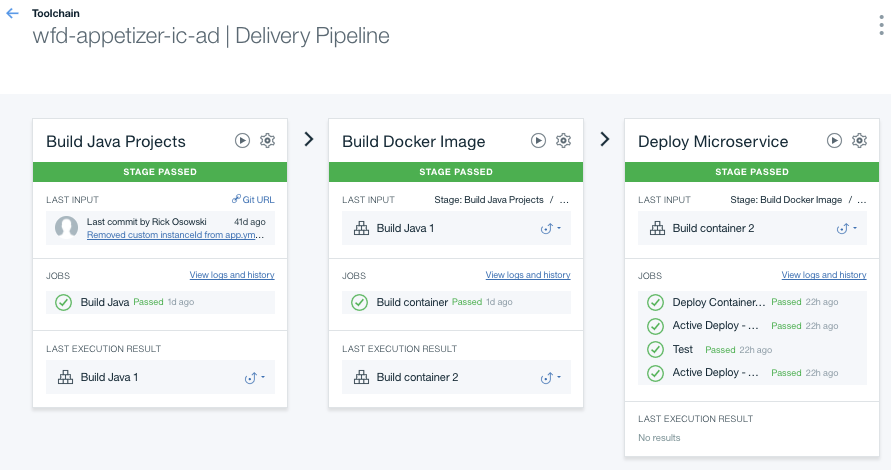 Toolchain
wfd-appetizer-ic-ad | Delivery Pipeline
Build Java Projects
STAGE PASSED
LAST INPUT Git URL
Last commit by Rick Osowski 41d ago
Removed custom instanceId from app.ym...
JOBS View logs and history
Build Java Passed 1d ago
LAST EXECUTION RESULT
Build Java 1
Build Docker Image
STAGE PASSED
LAST INPUT Stage: Build Java Projects / ...
Build Java 1
JOBS View logs and history
Build container Passed 1d ago
LAST EXECUTION RESULT
Build container 2
Deploy Microservice
STAGE PASSED
LAST INPUT Stage: Build Docker Image / ...
Build container 2
JOBS View logs and history
Deploy Container... Passed 22h ago
Active Deploy - ... Passed 22h ago
Test Passed 22h ago
Active Deploy - ... Passed 22h ago
LAST EXECUTION RESULT
No results